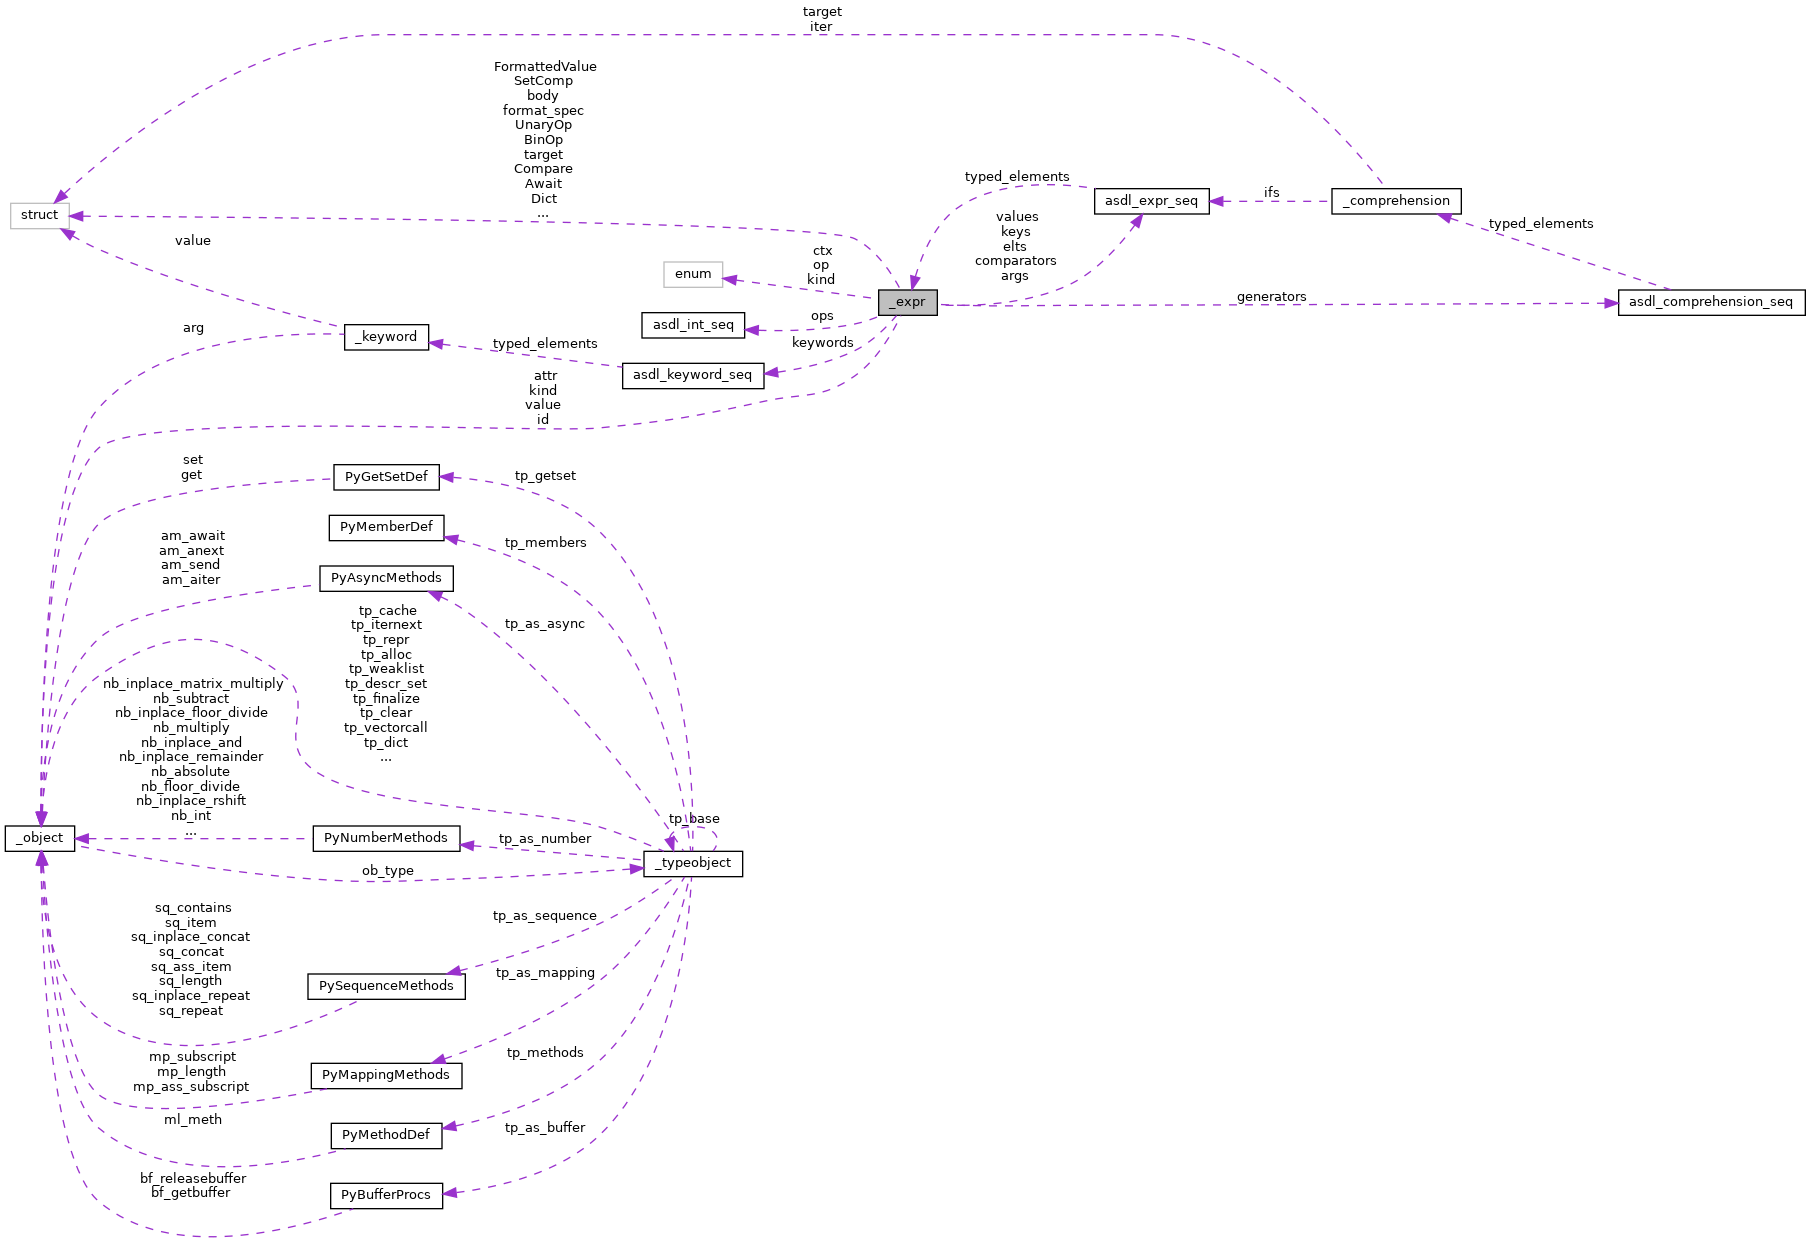 target
iter
FormattedValue
SetComp
body
format_spec
UnaryOp
BinOp
target
Compare
Await
Dict
...
struct
value
typed_elements
asdl_expr_seq
ifs
_comprehension
values
keys
elts
comparators
args
typed_elements
enum
ctx
op
kind
_expr
generators
asdl_comprehension_seq
asdl_int_seq
ops
arg
_keyword
typed_elements
keywords
asdl_keyword_seq
attr
kind
value
id
set
get
PyGetSetDef
tp_getset
PyMemberDef
tp_members
am_await
am_anext
am_send
am_aiter
PyAsyncMethods
tp_as_async
tp_cache
tp_iternext
tp_repr
tp_alloc
tp_weaklist
tp_descr_set
tp_finalize
tp_clear
tp_vectorcall
tp_dict
...
nb_inplace_matrix_multiply
nb_subtract
nb_inplace_floor_divide
nb_multiply
nb_inplace_and
nb_inplace_remainder
nb_absolute
nb_floor_divide
nb_inplace_rshift
nb_int
...
_object
PyNumberMethods
tp_as_number
tp_base
_typeobject
ob_type
sq_contains
sq_item
sq_inplace_concat
sq_concat
sq_ass_item
sq_length
sq_inplace_repeat
sq_repeat
tp_as_sequence
PySequenceMethods
tp_as_mapping
mp_subscript
mp_length
mp_ass_subscript
PyMappingMethods
tp_methods
ml_meth
PyMethodDef
tp_as_buffer
bf_releasebuffer
bf_getbuffer
PyBufferProcs